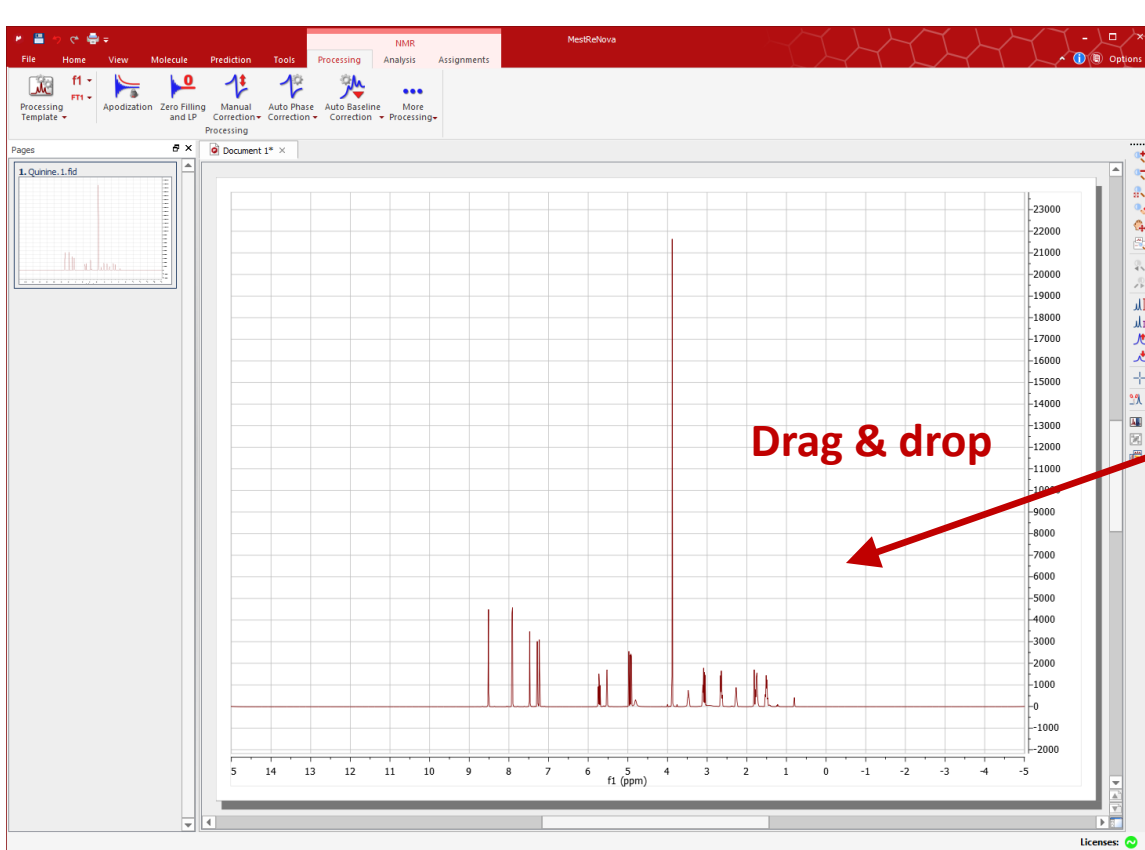 NMR
MestReNova
File Home View Molecule Prediction Tools Processing Analysis Assignments
Options
f1
FT1
Processing Template
Apodization
Zero Filling and LP
Manual Correction
Auto Phase Correction
Auto Baseline Correction
More Processing
Processing
Pages
Document 1*
1. Quinine.1.fid
23000
22000
21000
20000
19000
18000
17000
16000
15000
14000
13000
12000
11000
10000
9000
8000
7000
6000
5000
4000
3000
2000
1000
0
-1000
-2000
Drag & drop
5 14 13 12 11 10 9 8 7 6 5 4 3 2 1 0 -1 -2 -3 -4 -5
f1 (ppm)
Licenses: